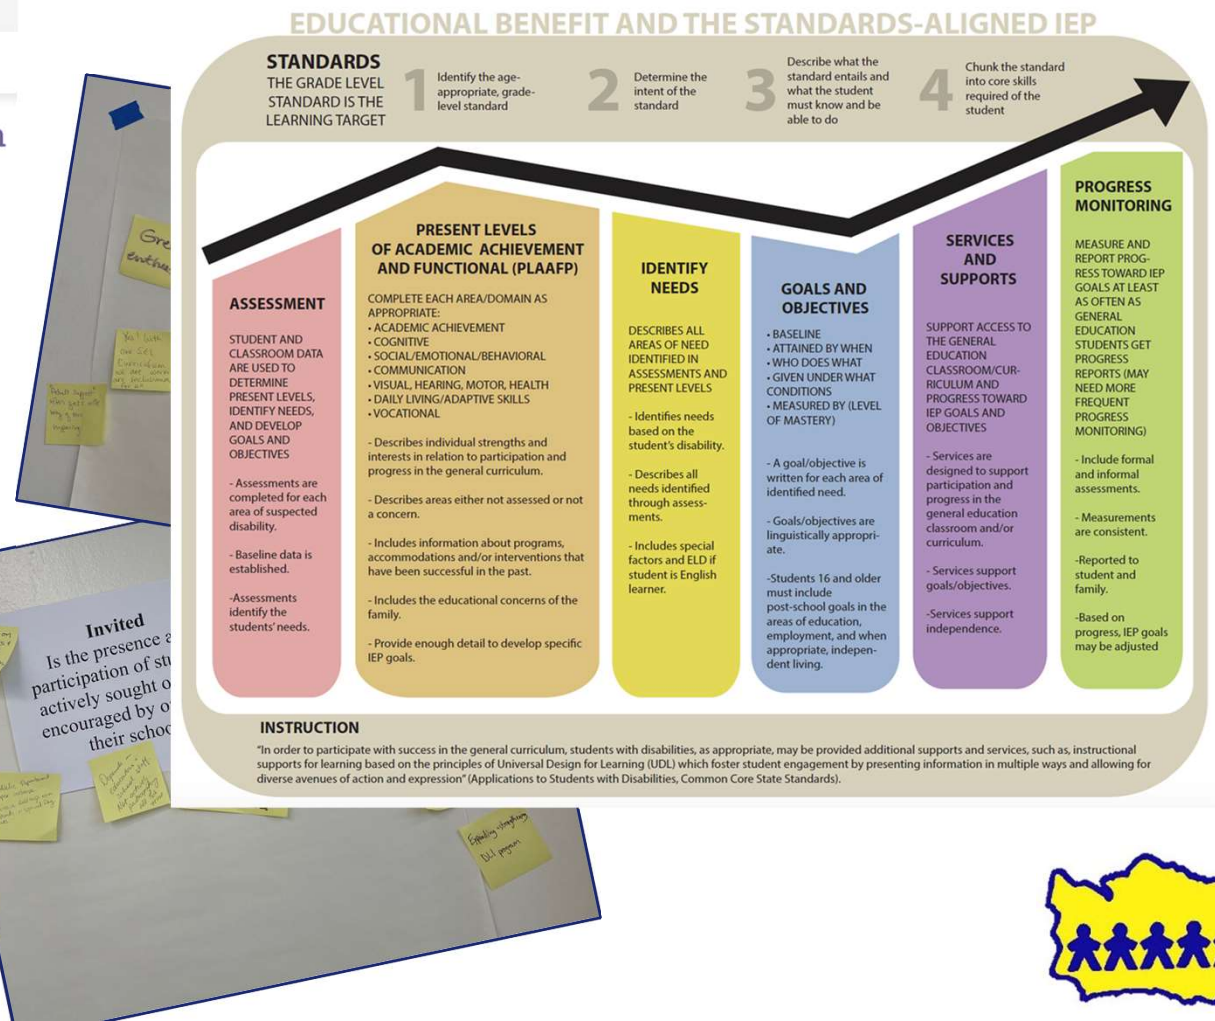 EDUCATIONAL BENEFIT AND THE STANDARDS-ALIGNED IEP
STANDARDS
THE GRADE LEVEL
STANDARD IS THE
LEARNING TARGET
1
Identify the age-
appropriate, grade-
level standard
2
Determine the
intent of the
standard
3
Describe what the
standard entails and
what the student
must know and be
able to do
4
Chunk the standard
into core skills
required of the
student
ASSESSMENT
STUDENT AND
CLASSROOM DATA
ARE USED TO
DETERMINE
PRESENT LEVELS,
IDENTIFY NEEDS,
AND DEVELOP
GOALS AND
OBJECTIVES
- Assessments are
completed for each
area of suspected
disability.
- Baseline data is
established.
-Assessments
identify the
students' needs.
PRESENT LEVELS
OF ACADEMIC ACHIEVEMENT
AND FUNCTIONAL (PLAAFP)
COMPLETE EACH AREA/DOMAIN AS
APPROPRIATE:
• ACADEMIC ACHIEVEMENT
• COGNITIVE
• SOCIAL/EMOTIONAL/BEHAVIORAL
• COMMUNICATION
• VISUAL, HEARING, MOTOR, HEALTH
• DAILY LIVING/ADAPTIVE SKILLS
• VOCATIONAL
- Describes individual strengths and
interests in relation to participation and
progress in the general curriculum.
- Describes areas either not assessed or not
a concern.
- Includes information about programs,
accommodations and/or interventions that
have been successful in the past.
- Includes the educational concerns of the
family.
- Provide enough detail to develop specific
IEP goals.
IDENTIFY
NEEDS
DESCRIBES ALL
AREAS OF NEED
IDENTIFIED IN
ASSESSMENTS AND
PRESENT LEVELS
- Identifies needs
based on the
student's disability.
- Describes all
needs identified
through assess-
ments.
- Includes special
factors and ELD if
student is English
learner.
GOALS AND
OBJECTIVES
• BASELINE
• ATTAINED BY WHEN
• WHO DOES WHAT
• GIVEN UNDER WHAT
CONDITIONS
• MEASURED BY (LEVEL
OF MASTERY)
- A goal/objective is
written for each area of
identified need.
- Goals/objectives are
linguistically appropri-
ate.
-Students 16 and older
must include
post-school goals in the
areas of education,
employment, and when
appropriate, indepen-
dent living.
SERVICES
AND
SUPPORTS
SUPPORT ACCESS TO
THE GENERAL
EDUCATION
CLASSROOM/CUR-
RICULUM AND
PROGRESS TOWARD
IEP GOALS AND
OBJECTIVES
- Services are
designed to support
participation and
progress in the
general education
classroom and/or
curriculum.
- Services support
goals/objectives.
-Services support
independence.
PROGRESS
MONITORING
MEASURE AND
REPORT PROG-
RESS TOWARD IEP
GOALS AT LEAST
AS OFTEN AS
GENERAL
EDUCATION
STUDENTS GET
PROGRESS
REPORTS (MAY
NEED MORE
FREQUENT
PROGRESS
MONITORING)
- Include formal
and informal
assessments.
- Measurements
are consistent.
-Reported to
student and
family.
-Based on
progress, IEP goals
may be adjusted
INSTRUCTION
"In order to participate with success in the general curriculum, students with disabilities, as appropriate, may be provided additional supports and services, such as, instructional
supports for learning based on the principles of Universal Design for Learning (UDL) which foster student engagement by presenting information in multiple ways and allowing for
diverse avenues of action and expression" (Applications to Students with Disabilities, Common Core State Standards).
Invited
Is the presence
participation of
actively sought
encouraged by
their
DLI program